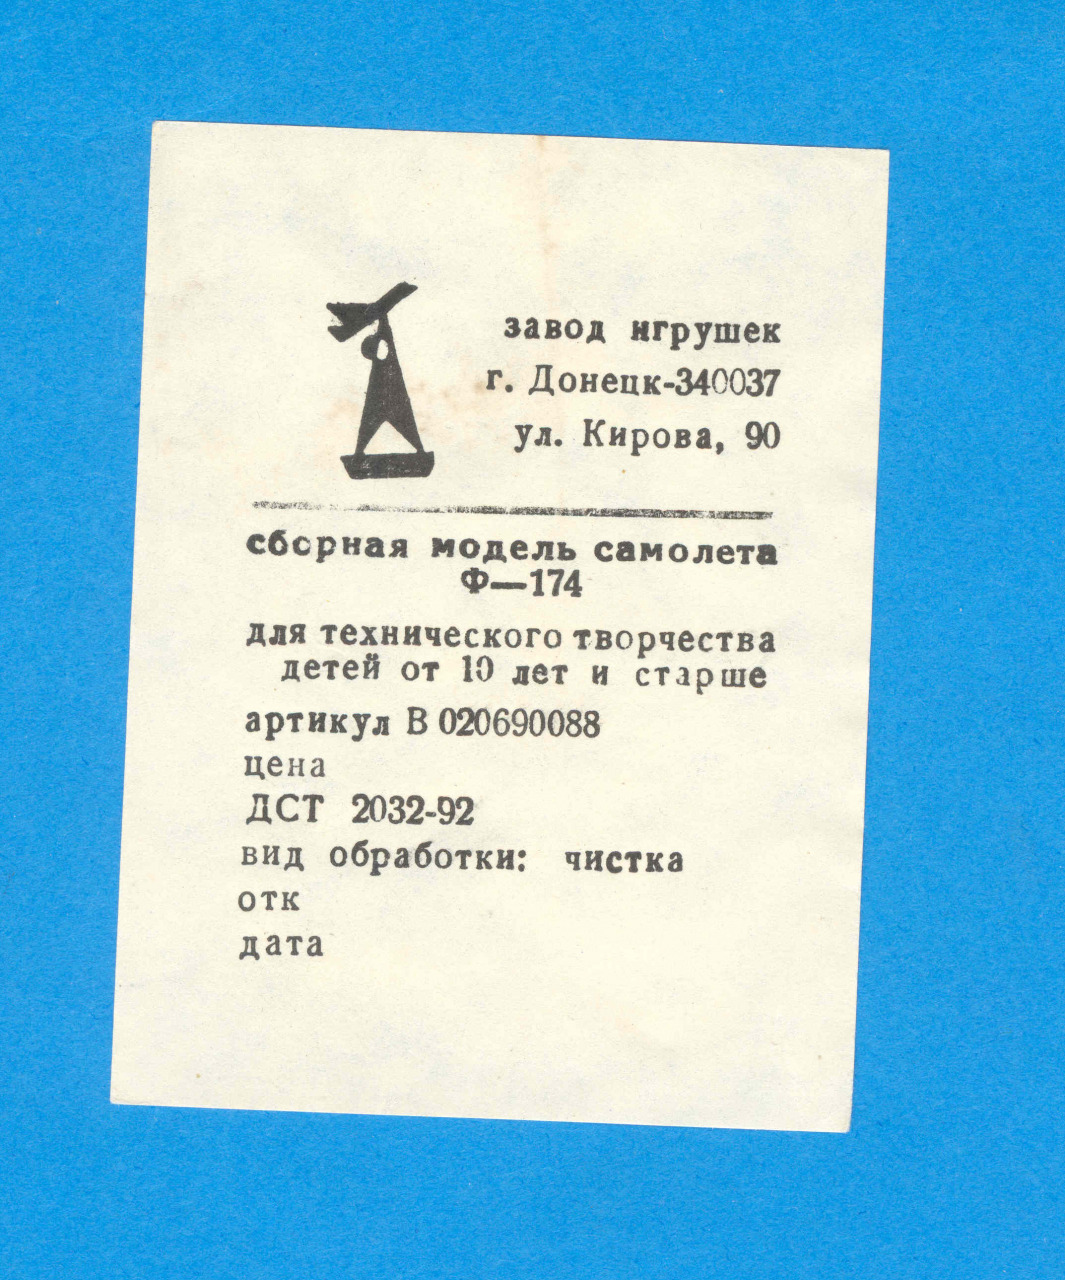 завод игрушек
г. Донецк-340037
ул. Кирова, 90
сборная модель самолета
Ф—174
для технического творчества
детей от 10 лет и старше
артикул В 020690088
цена
ДСТ 2032-92
вид обработки: чистка
отк
дата